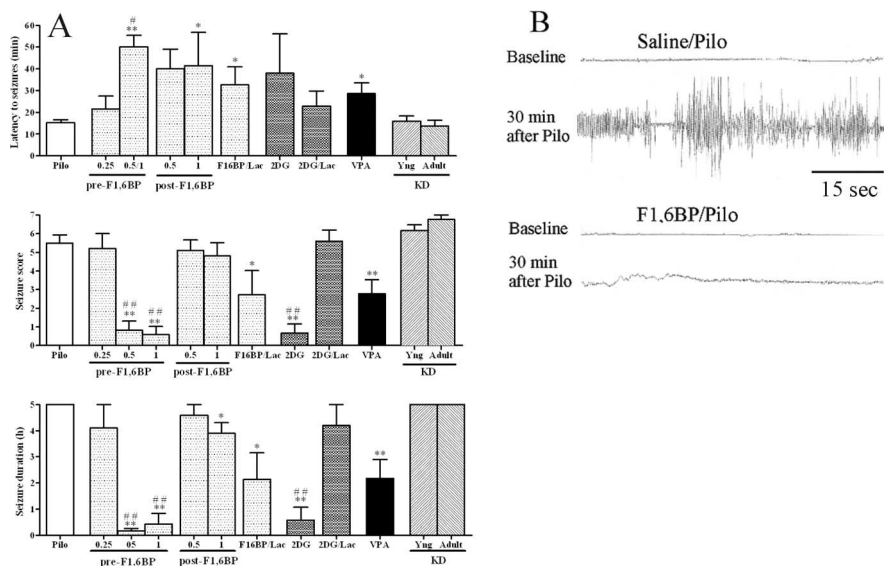 A
Latency to seizures (min)
60
50
40
30
20
10
0
#
**
*
*
*
Pilo 0.25 0.5/1 0.5 1 F16BP/Lac 2DG 2DG/Lac VPA Yng Adult
pre-F1,6BP post-F1,6BP KD
Seizure score
7
6
5
4
3
2
1
0
# #
**
# #
**
*
# #
**
**
Pilo 0.25 0.5 1 0.5 1 F16BP/Lac 2DG 2DG/Lac VPA Yng Adult
pre-F1,6BP post-F1,6BP KD
Seizure duration (h)
5
4
3
2
1
0
# #
**
# #
**
*
*
# #
**
**
Pilo 0.25 05 1 0.5 1 F16BP/Lac 2DG 2DG/Lac VPA Yng Adult
pre-F1,6BP post-F1,6BP KD
B
Saline/Pilo
Baseline
30 min
after Pilo
15 sec
F1,6BP/Pilo
Baseline
30 min
after Pilo